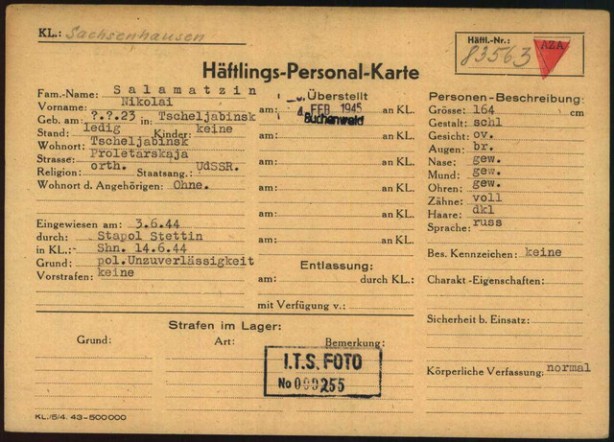 KL.: Sachsenhausen
Häftl.-Nr.:
83563
AZA
Häftlings-Personal-Karte
Fam.-Name: Salamatzin
Vorname: Nikolai
Geb. am ?.?.23 in: Tscheljabinsk
Stand: ledig Kinder: keine
Wohnort: Tscheljabinsk
Strasse: Proletarskaja
Religion: orth. Staatsang.: UdSSR.
Wohnort d. Angehörigen: Ohne.
Eingewiesen am: 3.6.44
durch: Stapol Stettin
in KL.: Shn. 14.6.44
Grund: pol.Unzuverlässigkeit
Vorstrafen: keine
Überstellt
am: FEB 1945 an KL.
Buchenwald
am: an KL.
am: an KL.
am: an KL.
am: an KL.
am: an KL.
Entlassung:
am: durch KL.:
mit Verfügung v.:
Personen-Beschreibung:
Grösse: 164 cm
Gestalt: schl
Gesicht: ov.
Augen: br.
Nase: gew.
Mund: gew.
Ohren: gew.
Zähne: voll
Haare: dkl
Sprache: russ
Bes. Kennzeichen: keine
Charakt.-Eigenschaften:
Sicherheit b. Einsatz:
Körperliche Verfassung: normal
Strafen im Lager:
Grund: Art: Bemerkung:
I.T.S. FOTO
No 000255
KL/5/4. 43-500000